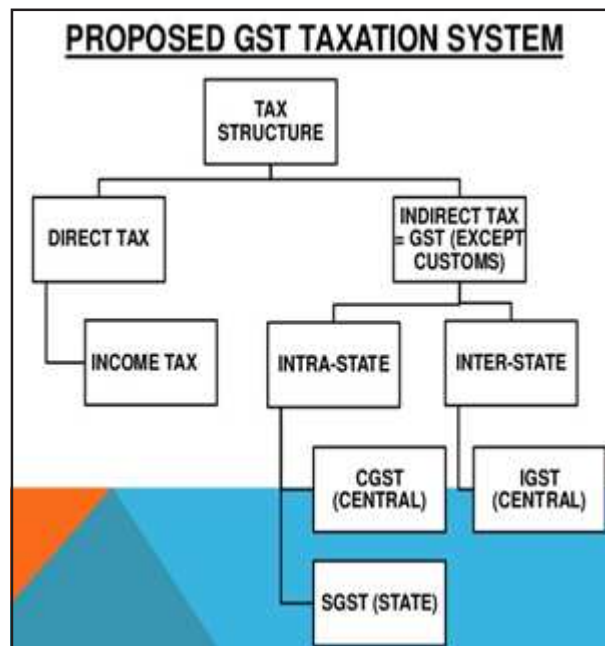 PROPOSED GST TAXATION SYSTEM
TAX
STRUCTURE
DIRECT TAX
INDIRECT TAX
= GST (EXCEPT
CUSTOMS)
INCOME TAX
INTRA-STATE
INTER-STATE
CGST
(CENTRAL)
IGST
(CENTRAL)
SGST (STATE)